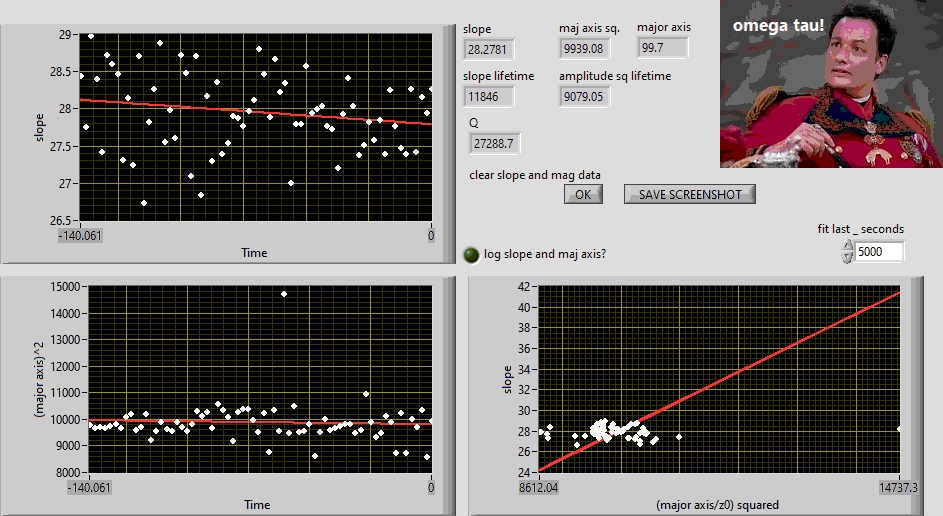 29
28.5
28
27.5
27
26.5
slope
-140.061
0
Time
slope
maj axis sq.
major axis
28.2781
9939.08
99.7
slope lifetime
amplitude sq lifetime
11846
9079.05
Q
27288.7
clear slope and mag data
OK
SAVE SCREENSHOT
omega tau!
fit last _ seconds
5000
log slope and maj axis?
15000
14000
13000
12000
11000
10000
9000
8000
(major axis)^2
-140.061
0
Time
42
40
38
36
34
32
30
28
26
24
slope
8612.04
14737.3
(major axis/z0) squared